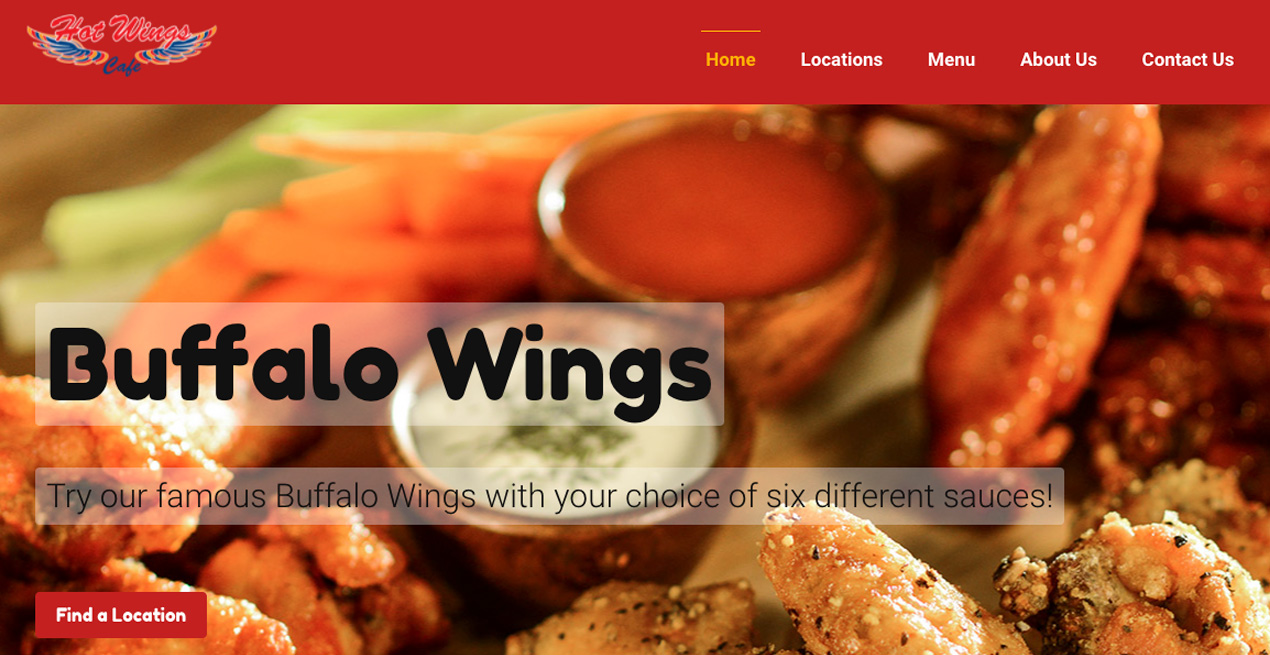 Hot Wings
Cafe
Home
Locations
Menu
About Us
Contact Us
Buffalo Wings
Try our famous Buffalo Wings with your choice of six different sauces!
Find a Location